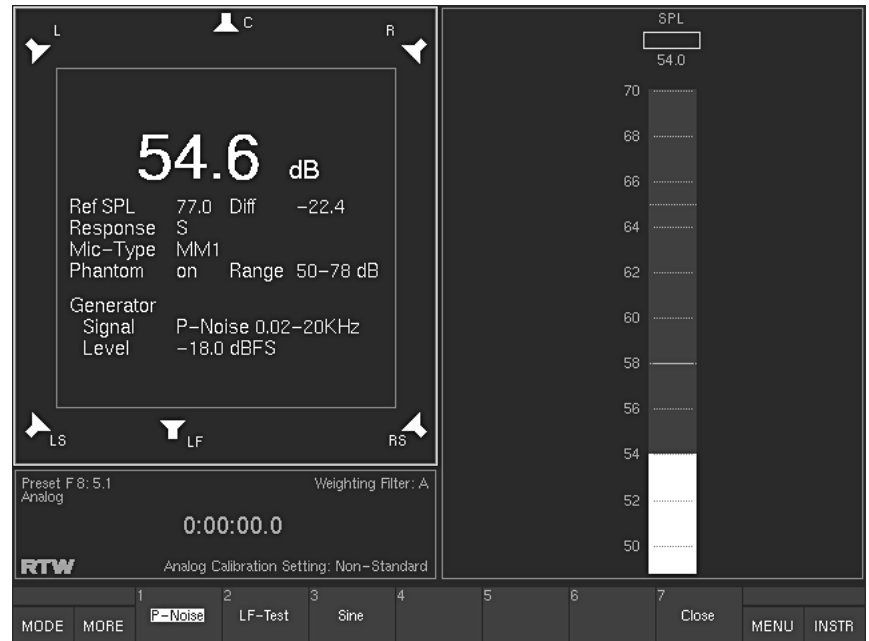 L
C
R
54.6 dB
Ref SPL 77.0 Diff -22.4
Response S
Mic-Type MM1
Phantom on Range 50-78 dB
Generator
Signal P-Noise 0.02-20KHz
Level -18.0 dBFS
LS
LF
RS
Preset F 8: 5.1 Weighting Filter: A
Analog
0:00:00.0
RTW Analog Calibration Setting: Non-Standard
SPL
54.0
70
68
66
64
62
60
58
56
54
52
50
MODE MORE
1 P-Noise
2 LF-Test
3 Sine
4
5
6
7 Close
MENU INSTR